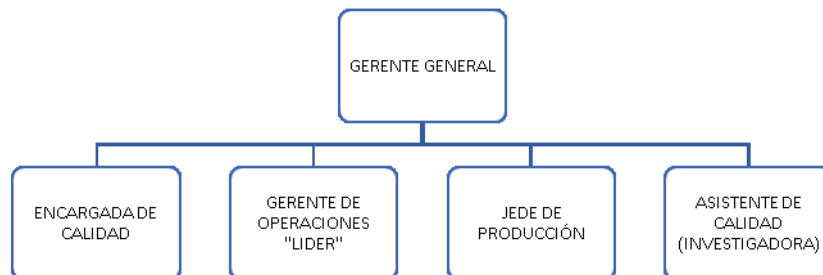 GERENTE GENERAL
ENCARGADA DE
CALIDAD
GERENTE DE
OPERACIONES
"LIDER"
JEDE DE
PRODUCCIÓN
ASISTENTE DE
CALIDAD
(INVESTIGADORA)